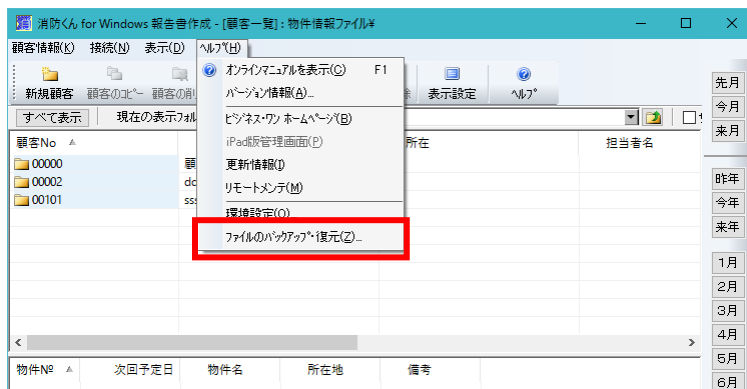 消防くん for Windows 報告書作成 - [顧客一覧] : 物件情報ファイル¥
顧客情報(K) 接続(N) 表示(D) ヘルプ(H)
新規顧客 顧客のコピー 顧客の削 表示設定 ヘルプ
オンラインマニュアルを表示(C) F1
バージョン情報(A)...
ビジネス・ワン ホームページ(B)
iPad版管理画面(P)
更新情報(I)
リモートメンテ(M)
環境設定(O)...
ファイルのバックアップ・復元(Z)...
すべて表示 現在の表示フォル
顧客No 所在 担当者名
00000 顧
00002 dc
00101 sss
物件Nº 次回予定日 物件名 所在地 備考
先月
今月
来月
昨年
今年
来年
1月
2月
3月
4月
5月
6月